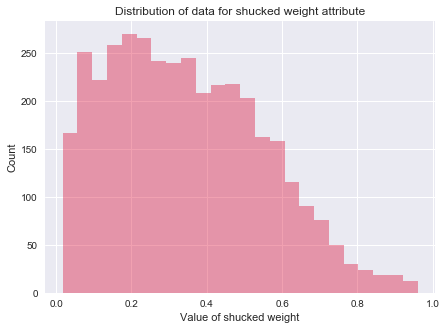 Distribution of data for shucked weight attribute
250
200
150
100
50
0
Count
0.0 0.2 0.4 0.6 0.8 1.0
Value of shucked weight